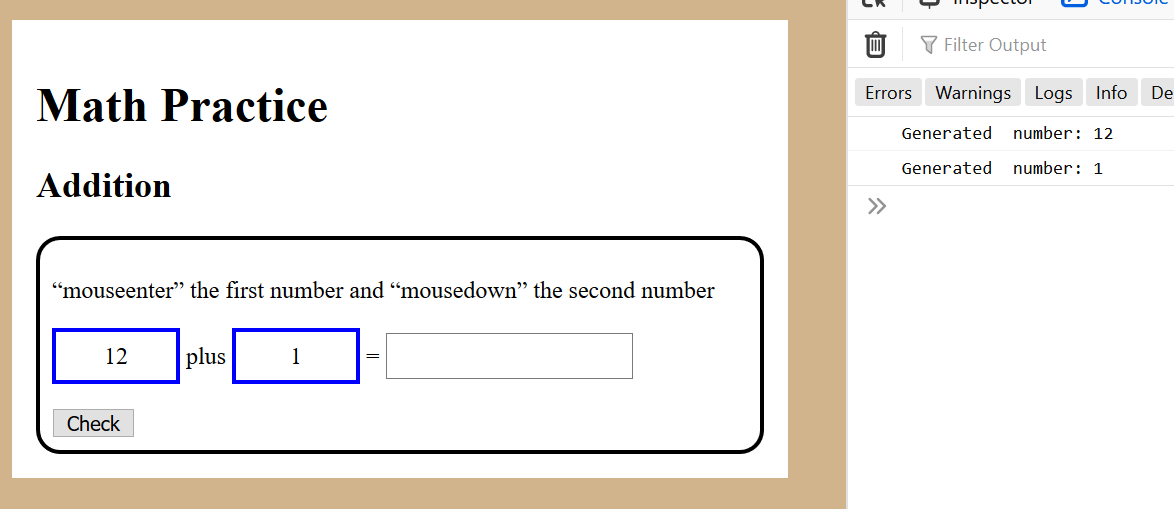 Inspector Console
Math Practice
Filter Output
Errors Warnings Logs Info De
Generated  number: 12
Generated  number: 1
Addition
“mouseenter” the first number and “mousedown” the second number
12 plus 1 =
Check